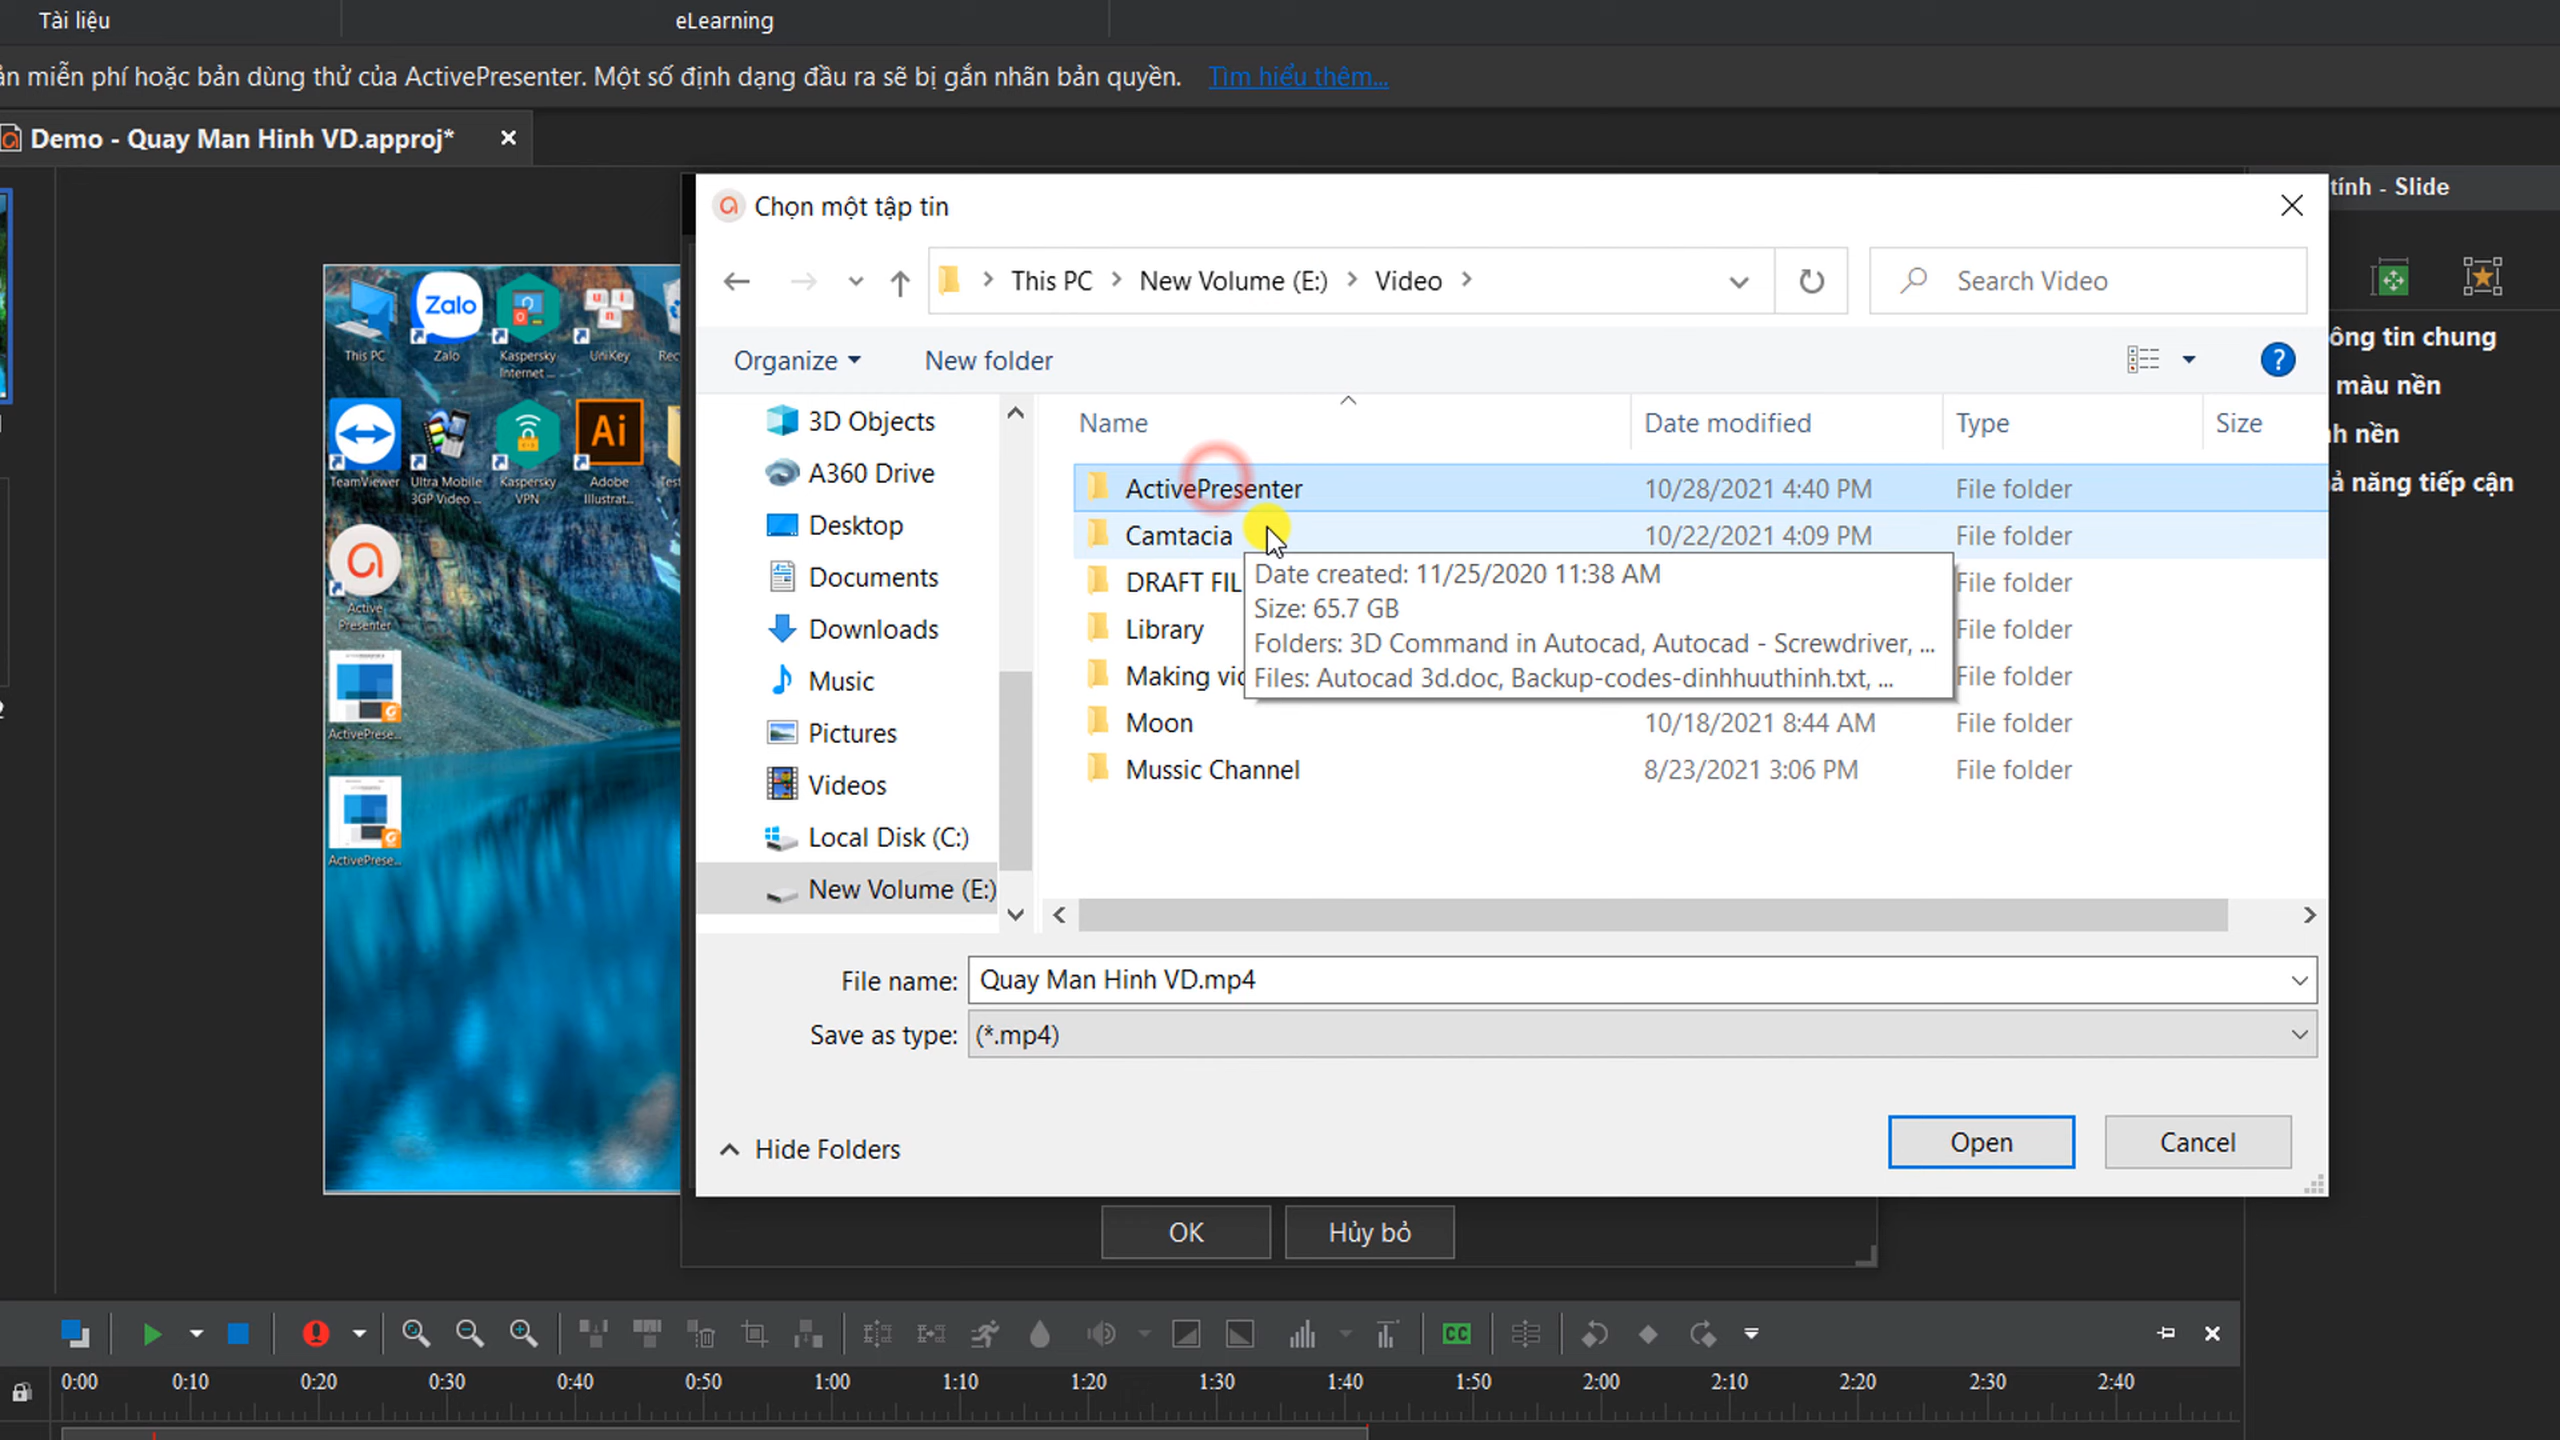 Tài liệu
eLearning
miễn phí hoặc bản dùng thử của ActivePresenter. Một số định dạng đầu ra sẽ bị gắn nhãn bản quyền. Tìm hiểu thêm...
Demo - Quay Man Hinh VD.approj*
tính - Slide
Chọn một tập tin
This PC > New Volume (E:) > Video >
Search Video
Organize
New folder
tin chung
màu nền
nền
năng tiếp cận
This PC
Zalo
Zalo
Kaspersky Internet ...
UniKey
TeamViewer
Ultra Mobile 3GP Video ...
Kaspersky VPN
Ai
Adobe Illustrat...
Active Presenter
ActivePrese...
ActivePrese...
3D Objects
A360 Drive
Desktop
Documents
Downloads
Music
Pictures
Videos
Local Disk (C:)
New Volume (E:)
Name Date modified Type Size
ActivePresenter 10/28/2021 4:40 PM File folder
Camtacia 10/22/2021 4:09 PM File folder
DRAFT File folder
Library File folder
Making File folder
Moon 10/18/2021 8:44 AM File folder
Mussic Channel 8/23/2021 3:06 PM File folder
Date created: 11/25/2020 11:38 AM
Size: 65.7 GB
Folders: 3D Command in Autocad, Autocad - Screwdriver, ...
Files: Autocad 3d.doc, Backup-codes-dinhhuuthinh.txt, ...
File name: Quay Man Hinh VD.mp4
Save as type: (*.mp4)
Hide Folders
Open
Cancel
OK
Hủy bỏ
CC
0:00 0:10 0:20 0:30 0:40 0:50 1:00 1:10 1:20 1:30 1:40 1:50 2:00 2:10 2:20 2:30 2:40